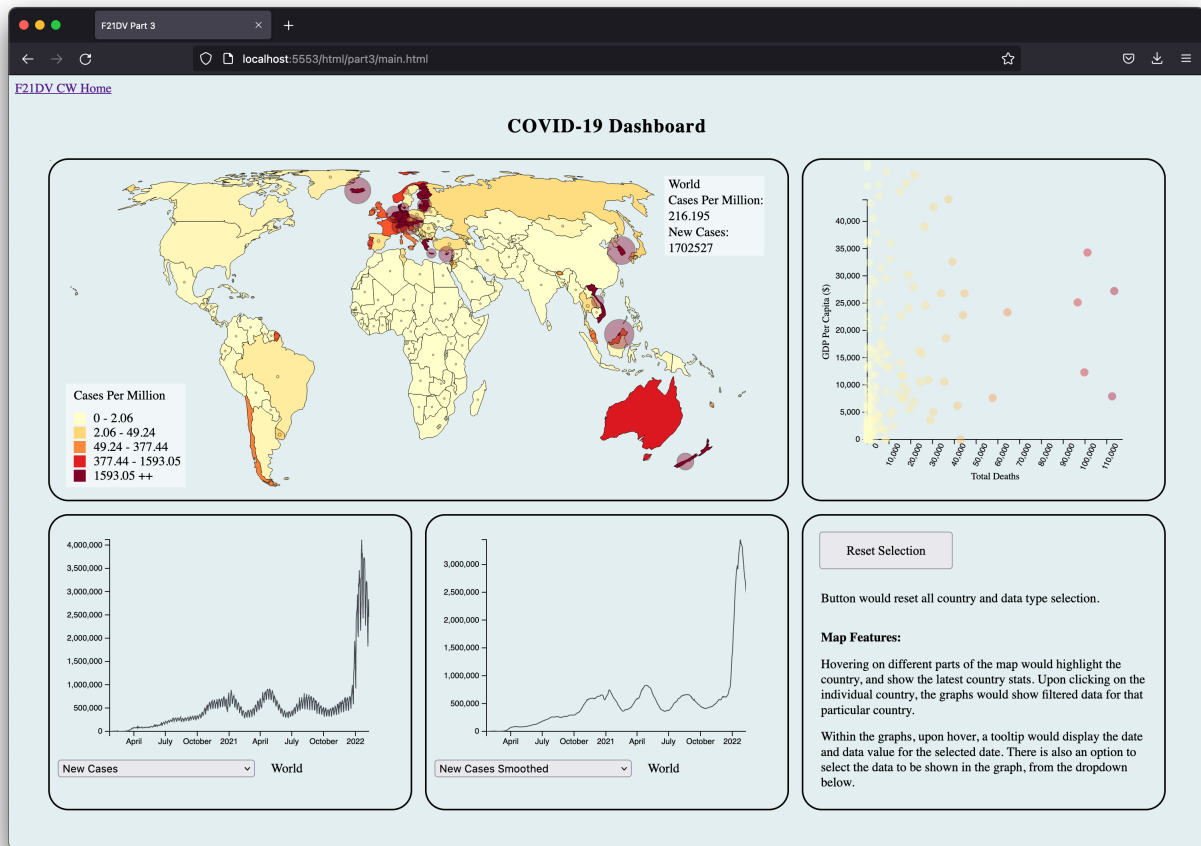 F21DV Part 3
localhost:5553/html/part3/main.html
F21DV CW Home
COVID-19 Dashboard
World
Cases Per Million:
216.195
New Cases:
1702527
Cases Per Million
0 - 2.06
2.06 - 49.24
49.24 - 377.44
377.44 - 1593.05
1593.05 ++
GDP Per Capita ($)
40,000
35,000
30,000
25,000
20,000
15,000
10,000
5,000
0
0 10,000 20,000 30,000 40,000 50,000 60,000 70,000 80,000 90,000 100,000 110,000
Total Deaths
4,000,000
3,500,000
3,000,000
2,500,000
2,000,000
1,500,000
1,000,000
500,000
0
April July October 2021 April July October 2022
New Cases World
3,000,000
2,500,000
2,000,000
1,500,000
1,000,000
500,000
0
April July October 2021 April July October 2022
New Cases Smoothed World
Reset Selection
Button would reset all country and data type selection.
Map Features:
Hovering on different parts of the map would highlight the
country, and show the latest country stats. Upon clicking on the
individual country, the graphs would show filtered data for that
particular country.
Within the graphs, upon hover, a tooltip would display the date
and data value for the selected date. There is also an option to
select the data to be shown in the graph, from the dropdown
below.